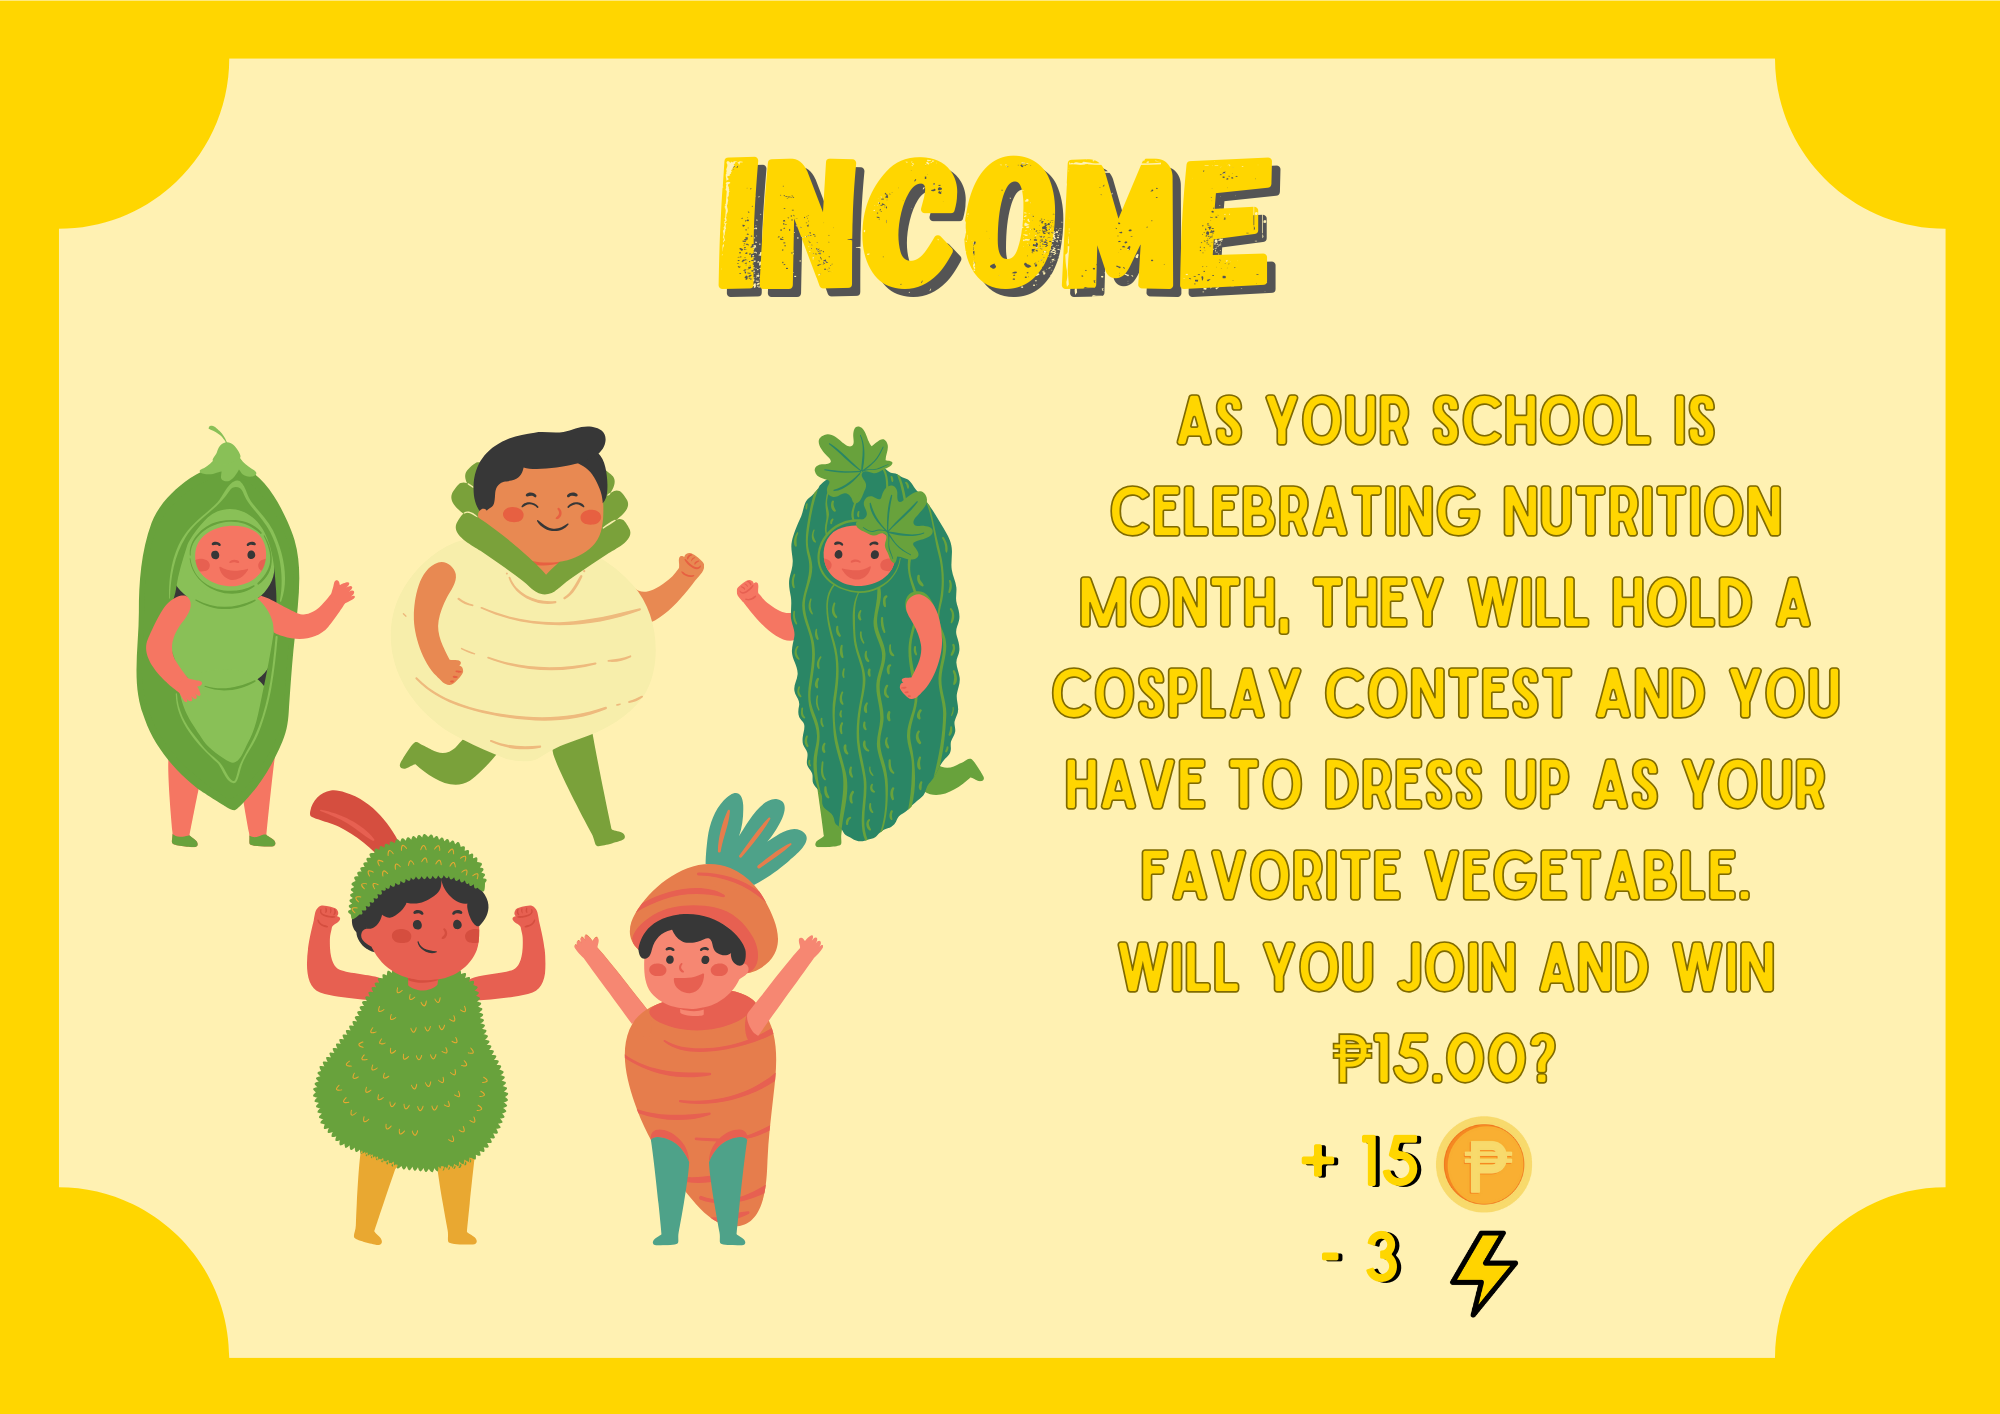 INCOME
AS YOUR SCHOOL IS
CELEBRATING NUTRITION
MONTH, THEY WILL HOLD A
COSPLAY CONTEST AND YOU
HAVE TO DRESS UP AS YOUR
FAVORITE VEGETABLE.
WILL YOU JOIN AND WIN
₱15.00?
+ 15 ₱
- 3